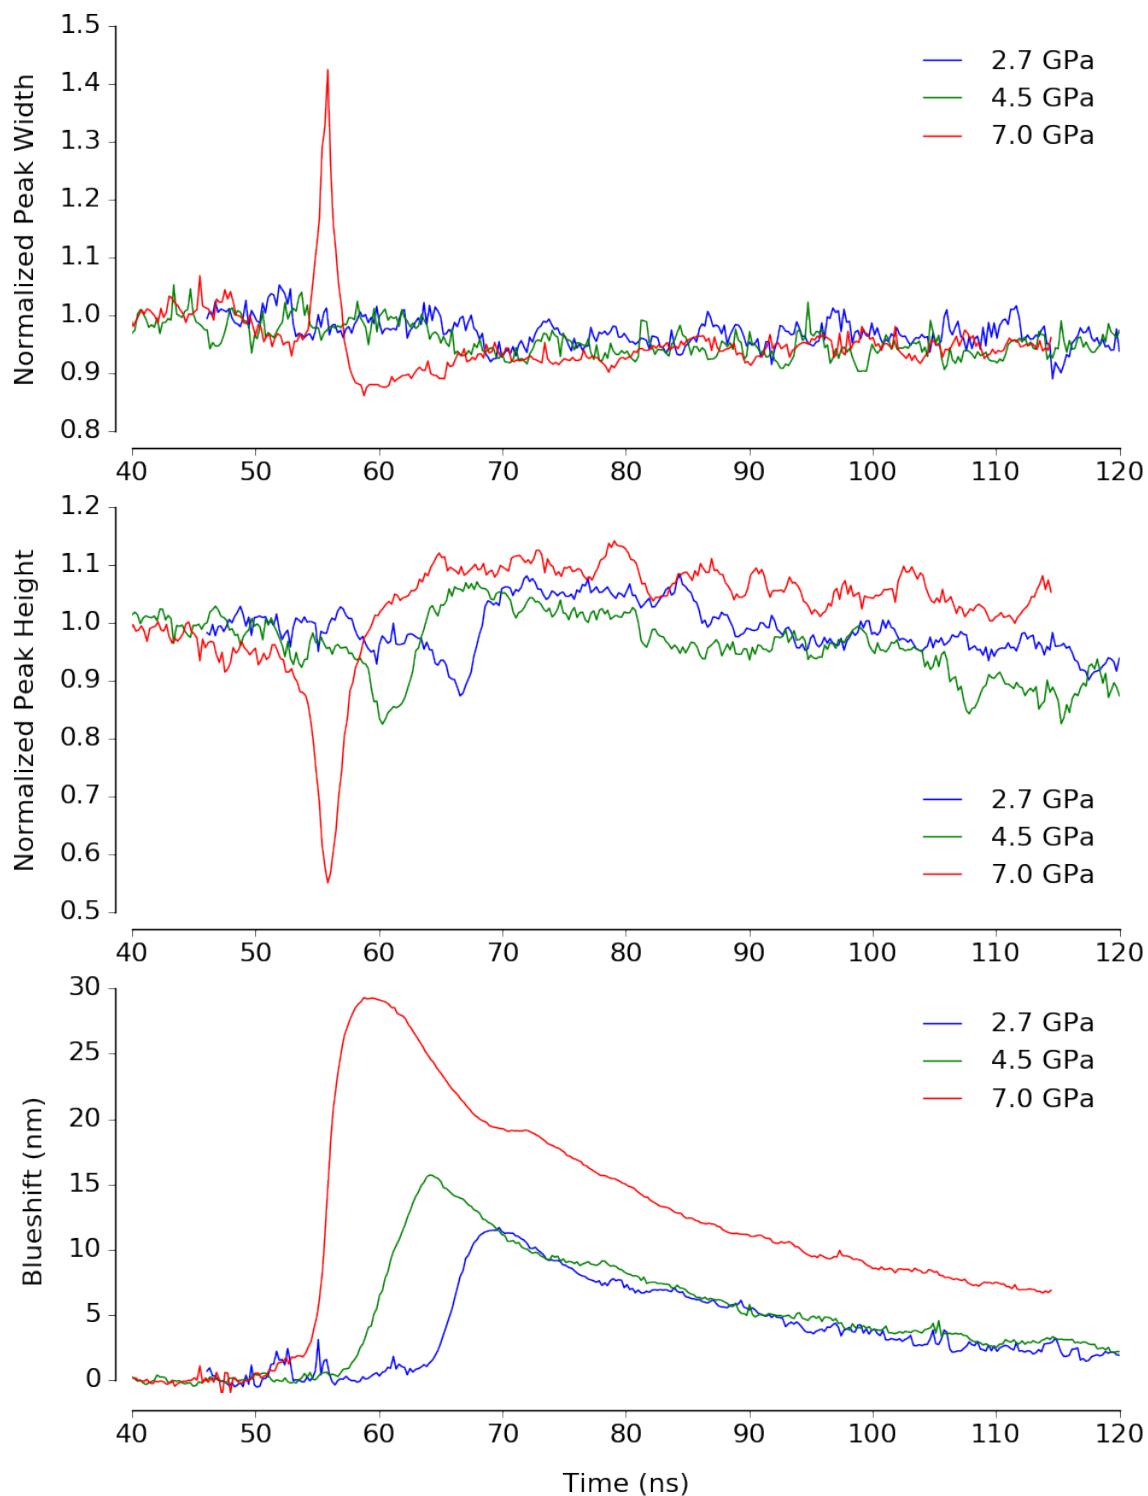 Normalized Peak Width
1.5
1.4
1.3
1.2
1.1
1.0
0.9
0.8
2.7 GPa
4.5 GPa
7.0 GPa
40 50 60 70 80 90 100 110 120
Normalized Peak Height
1.2
1.1
1.0
0.9
0.8
0.7
0.6
0.5
2.7 GPa
4.5 GPa
7.0 GPa
40 50 60 70 80 90 100 110 120
Blueshift (nm)
30
25
20
15
10
5
0
2.7 GPa
4.5 GPa
7.0 GPa
40 50 60 70 80 90 100 110 120
Time (ns)